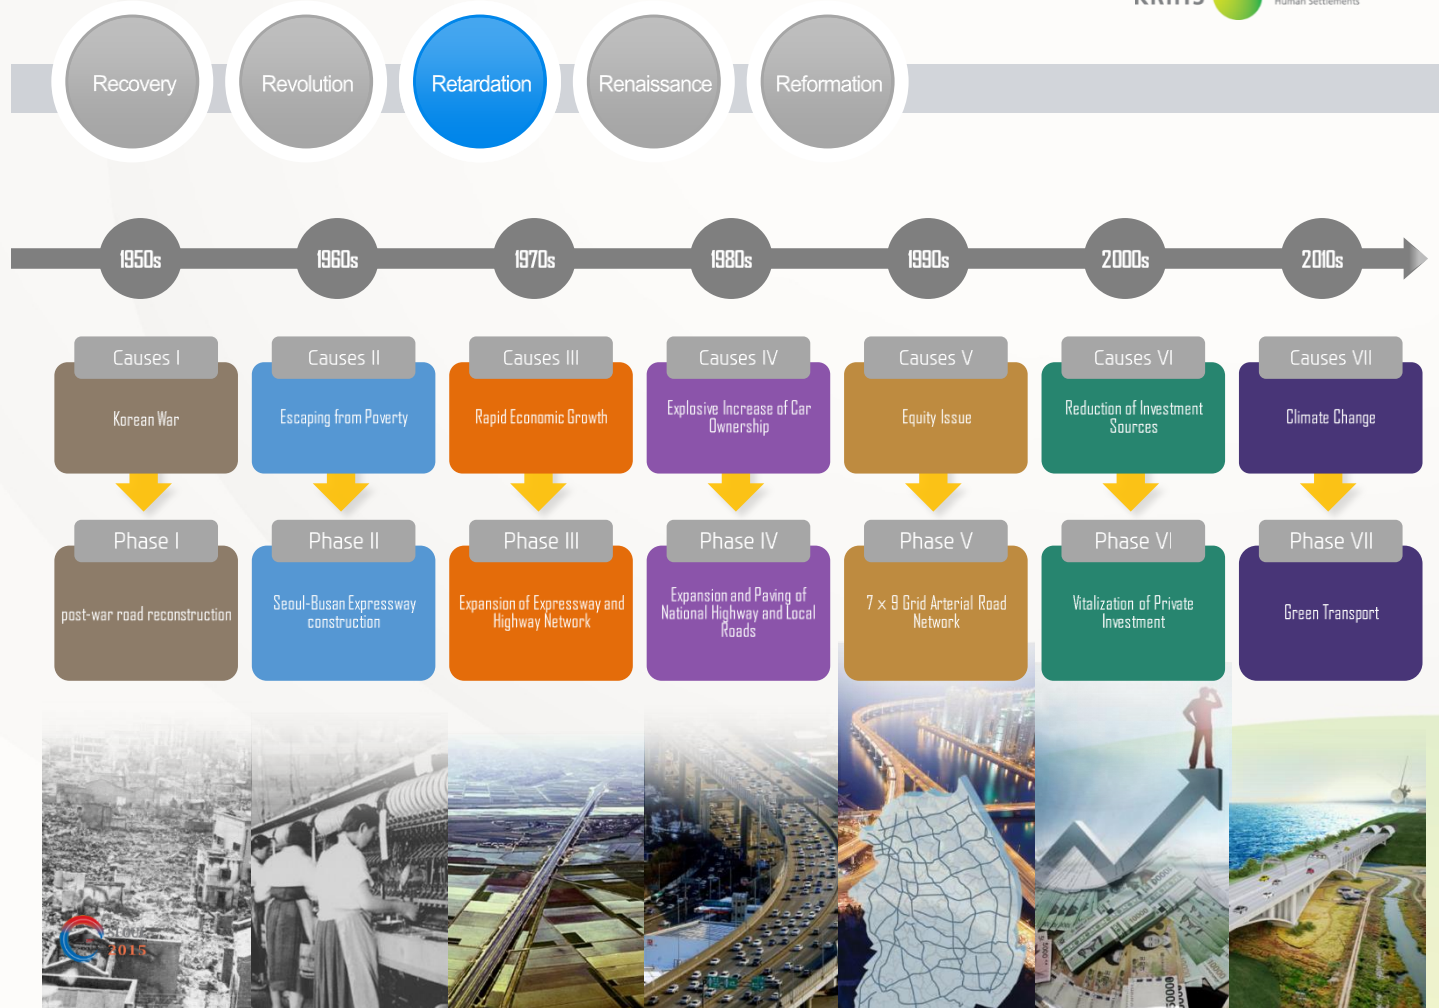 KRIHS
Human Settlements
Recovery
Revolution
Retardation
Renaissance
Reformation
1950s
1960s
1970s
1980s
1990s
2000s
2010s
Causes I
Causes II
Causes III
Causes IV
Causes V
Causes VI
Causes VII
Korean War
Escaping from Poverty
Rapid Economic Growth
Explosive Increase of Car
Ownership
Equity Issue
Reduction of Investment
Sources
Climate Change
Phase I
Phase II
Phase III
Phase IV
Phase V
Phase VI
Phase VII
post-war road reconstruction
Seoul-Busan Expressway
construction
Expansion of Expressway and
Highway Network
Expansion and Paving of
National Highway and Local
Roads
7 × 9 Grid Arterial Road
Network
Vitalization of Private
Investment
Green Transport
SEOUL
2015